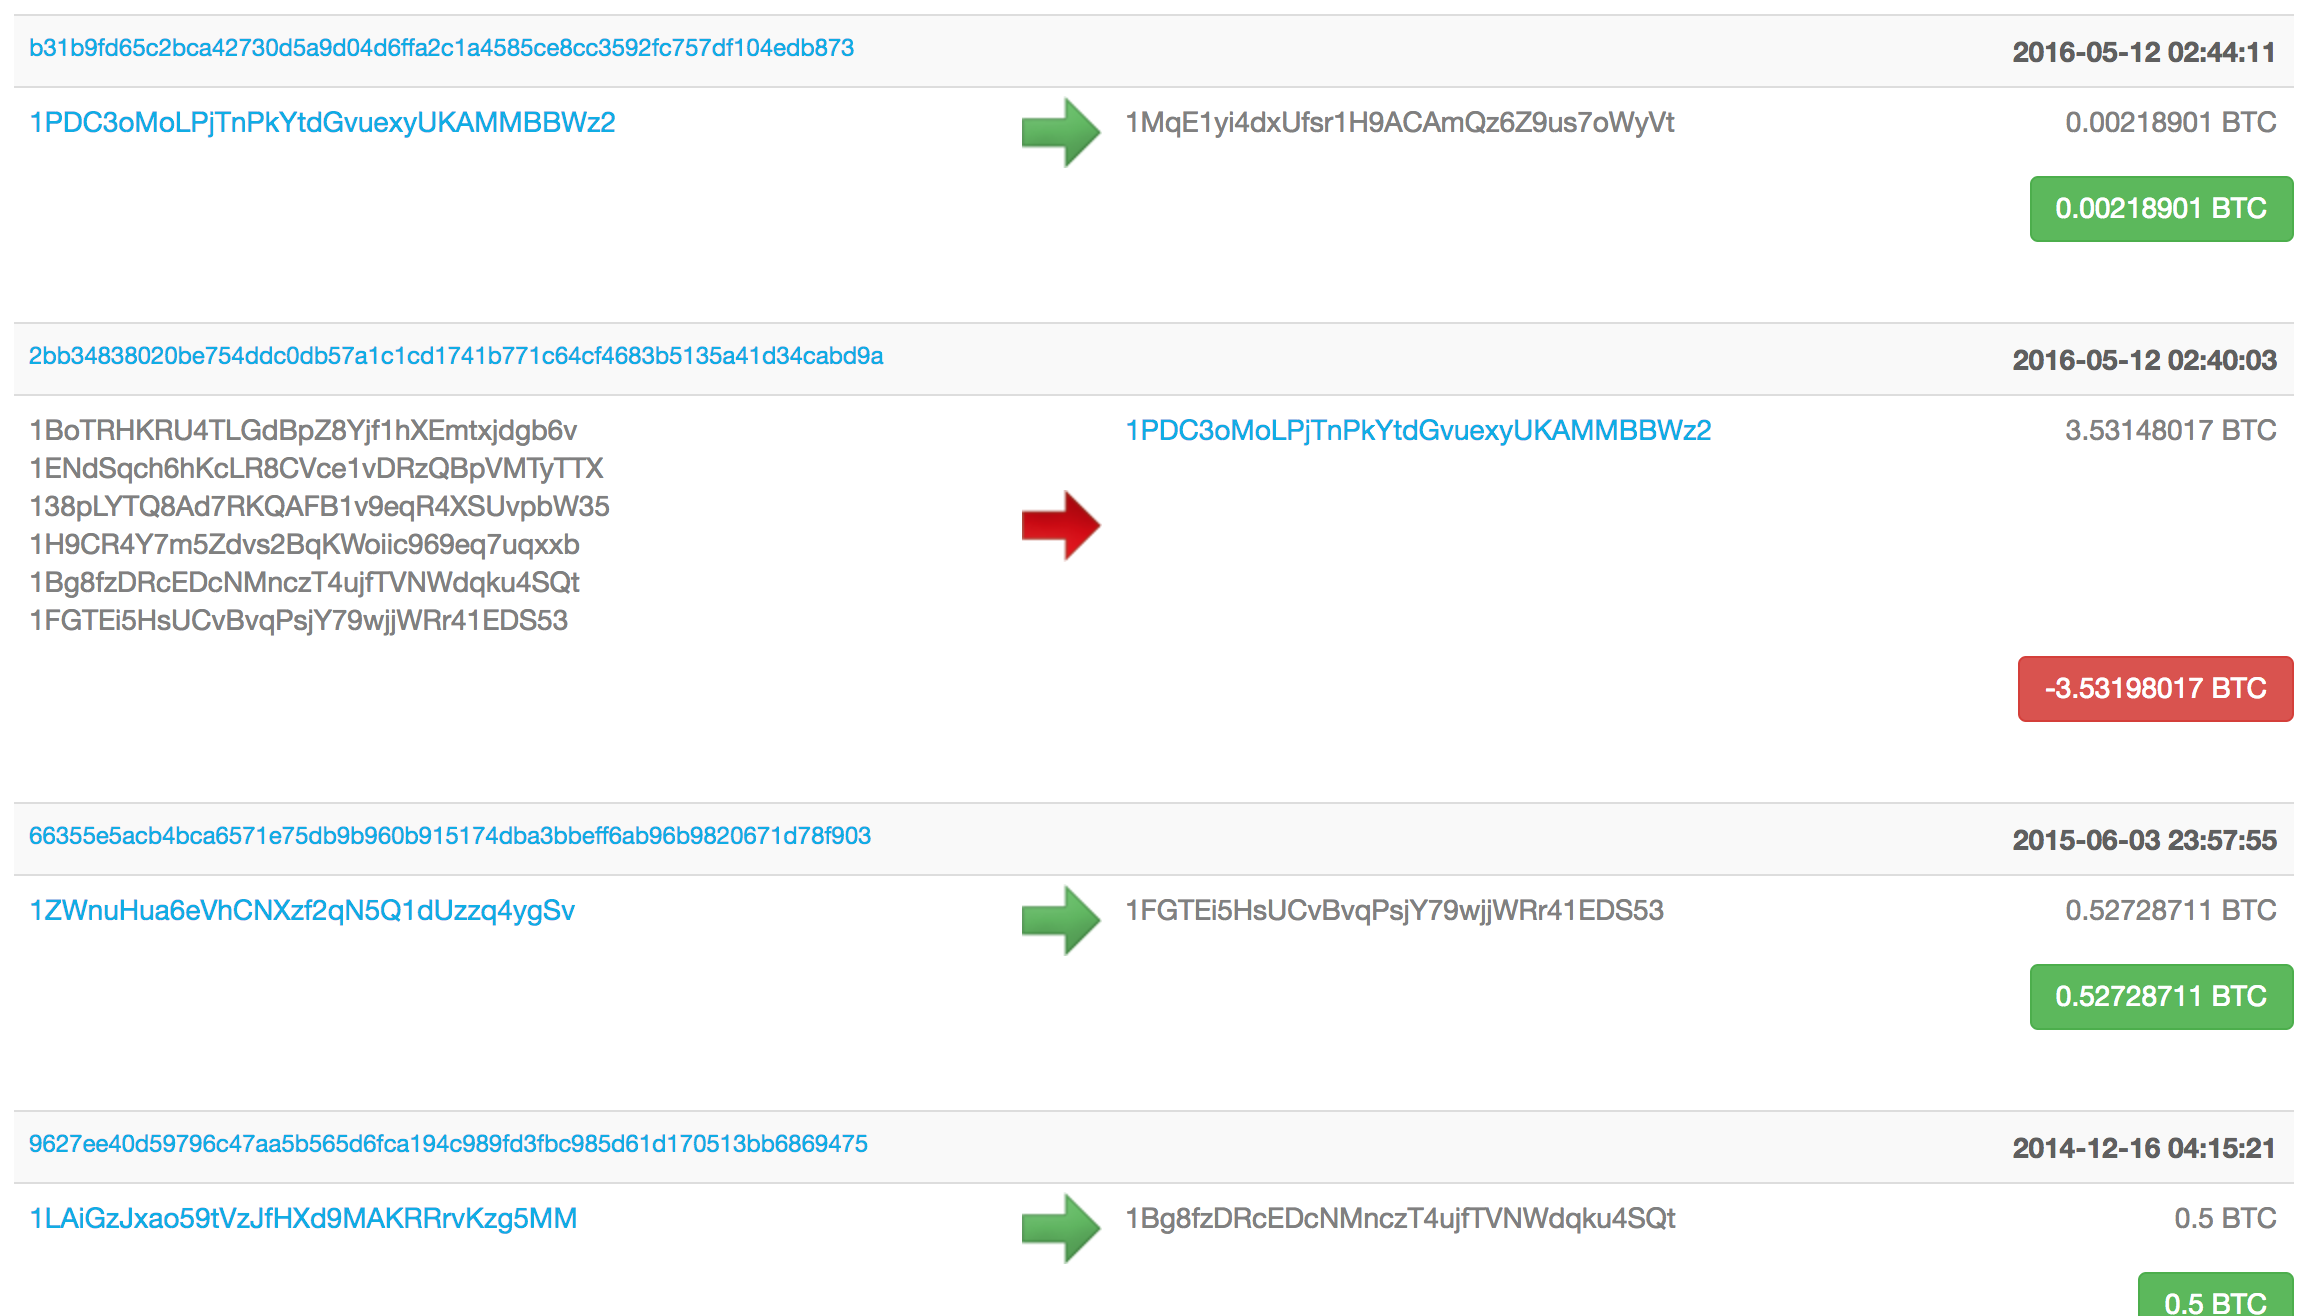 b31b9fd65c2bca42730d5a9d04d6ffa2c1a4585ce8cc3592fc757df104edb873 2016-05-12 02:44:11
1PDC3oMoLPjTnPkYtdGvuexyUKAMMBBWz2 1MqE1yi4dxUfsr1H9ACAmQz6Z9us7oWyVt 0.00218901 BTC
0.00218901 BTC
2bb34838020be754ddc0db57a1c1cd1741b771c64cf4683b5135a41d34cabd9a 2016-05-12 02:40:03
1BoTRHKRU4TLGdBpZ8Yjf1hXEmtxjdgb6v 1PDC3oMoLPjTnPkYtdGvuexyUKAMMBBWz2 3.53148017 BTC
1ENdSqch6hKcLR8CVce1vDRzQBpVMTyTTX
138pLYTQ8Ad7RKQAFB1v9eqR4XSUvpbW35
1H9CR4Y7m5Zdvs2BqKWoiic969eq7uqxxb
1Bg8fzDRcEDcNMnczT4ujfTVNWdqku4SQt
1FGTEi5HsUCvBvqPsjY79wjjWRr41EDS53
-3.53198017 BTC
66355e5acb4bca6571e75db9b960b915174dba3bbeff6ab96b9820671d78f903 2015-06-03 23:57:55
1ZWnuHua6eVhCNXzf2qN5Q1dUzzq4ygSv 1FGTEi5HsUCvBvqPsjY79wjjWRr41EDS53 0.52728711 BTC
0.52728711 BTC
9627ee40d59796c47aa5b565d6fca194c989fd3fbc985d61d170513bb6869475 2014-12-16 04:15:21
1LAiGzJxao59tVzJfHXd9MAKRRrvKzg5MM 1Bg8fzDRcEDcNMnczT4ujfTVNWdqku4SQt 0.5 BTC
0.5 BTC